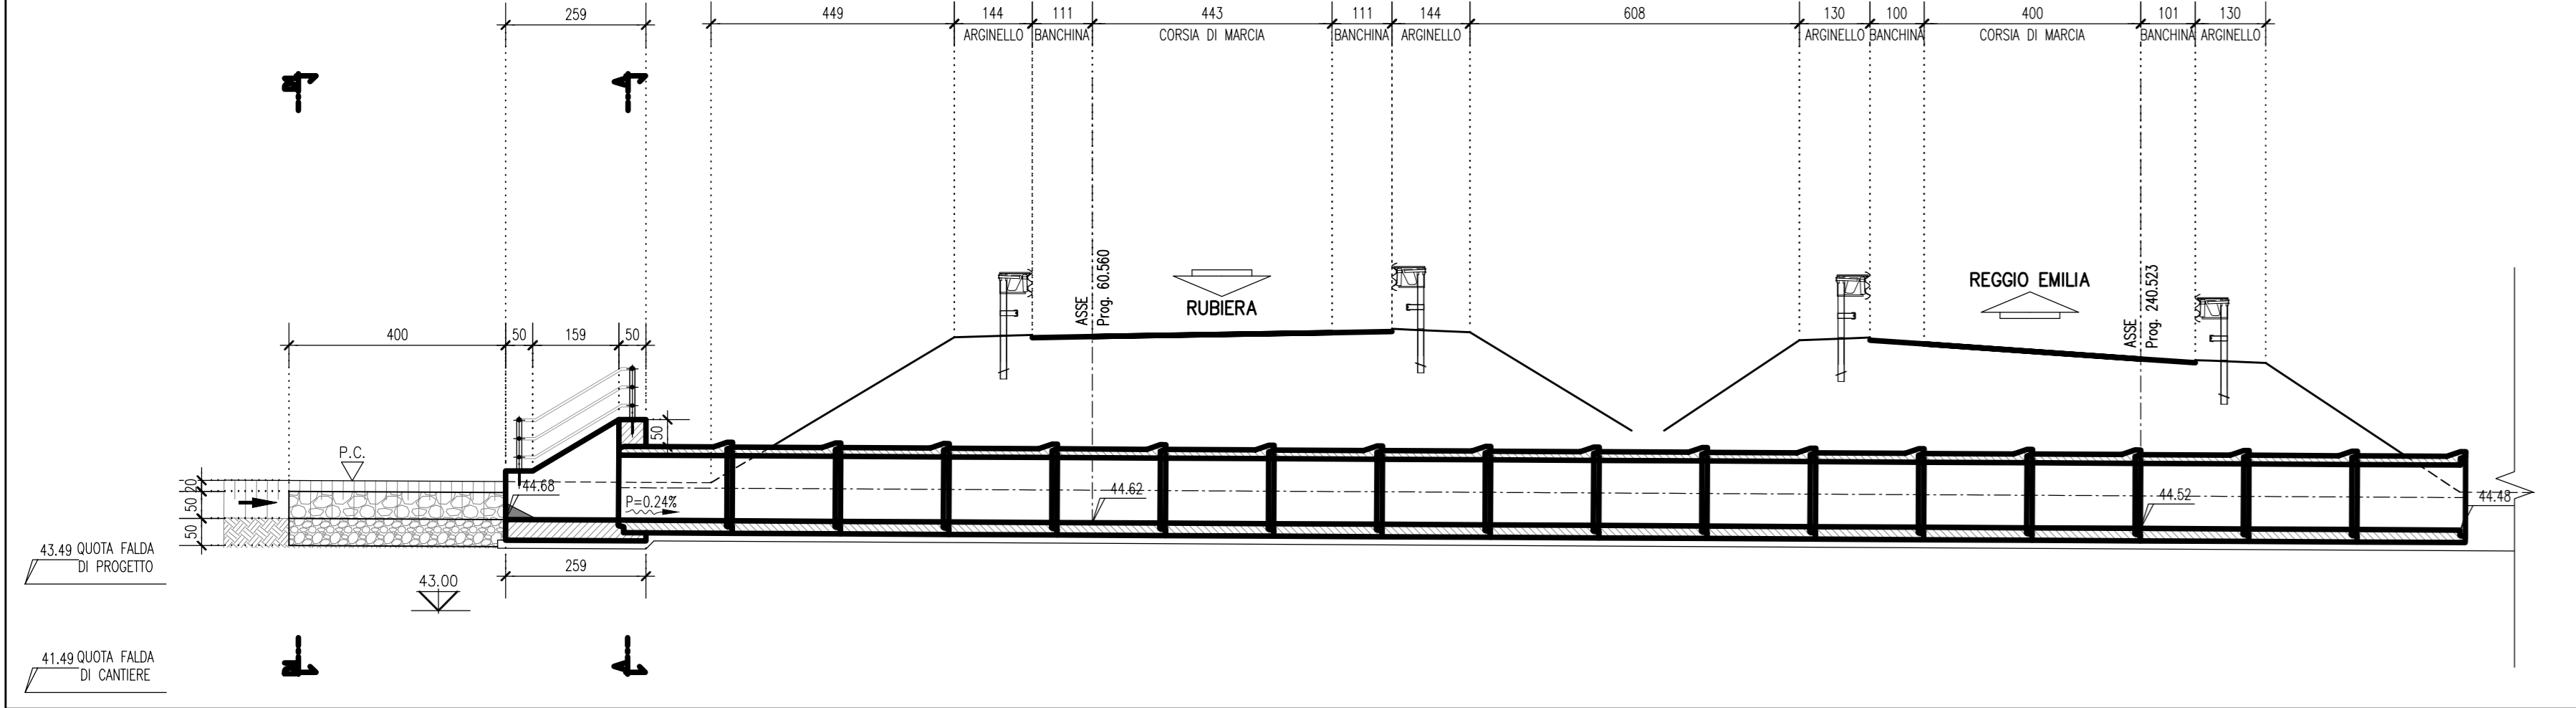 259
449
144
111
443
111
144
608
130
100
400
101
130
ARGINELLO
BANCHINA
CORSIA DI MARCIA
BANCHINA
ARGINELLO
ARGINELLO
BANCHINA
CORSIA DI MARCIA
BANCHINA
ARGINELLO
B
A
ASSE
Prog. 60.560
RUBIERA
REGGIO EMILIA
ASSE
Prog. 240.523
400
50
159
50
50
P.C.
20
50
50
44.68
P=0.24%
44.62
44.52
44.48
43.49 QUOTA FALDA
DI PROGETTO
259
43.00
41.49 QUOTA FALDA
DI CANTIERE
B
A